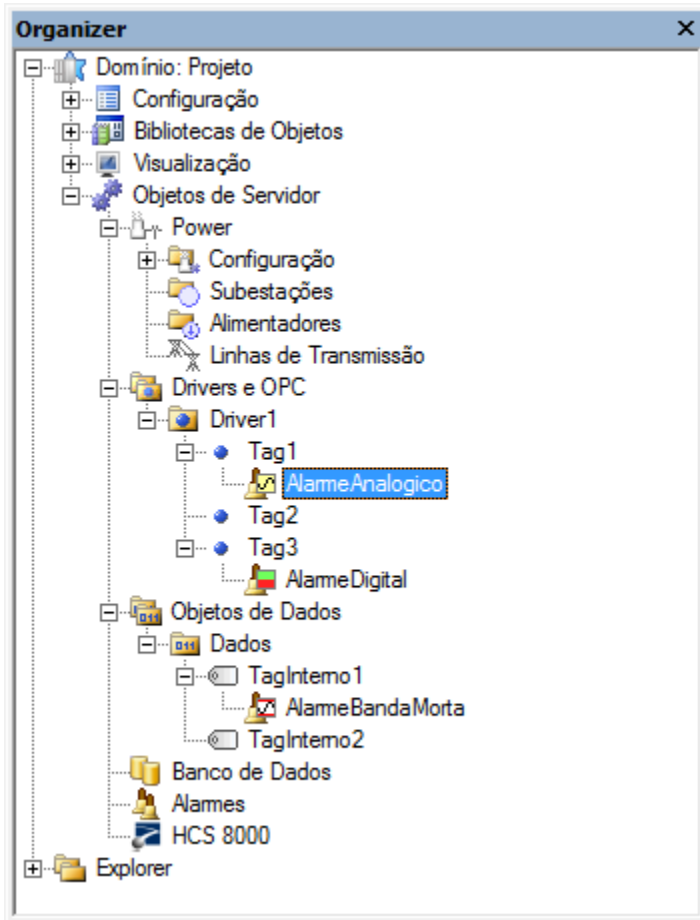 Organizer
Domínio: Projeto
Configuração
Bibliotecas de Objetos
Visualização
Objetos de Servidor
Power
Configuração
Subestações
Alimentadores
Linhas de Transmissão
Drivers e OPC
Driver1
Tag1
AlarmeAnalogico
Tag2
Tag3
AlarmeDigital
Objetos de Dados
Dados
TagInterno1
AlarmeBandaMorta
TagInterno2
Banco de Dados
Alarmes
HCS 8000
Explorer